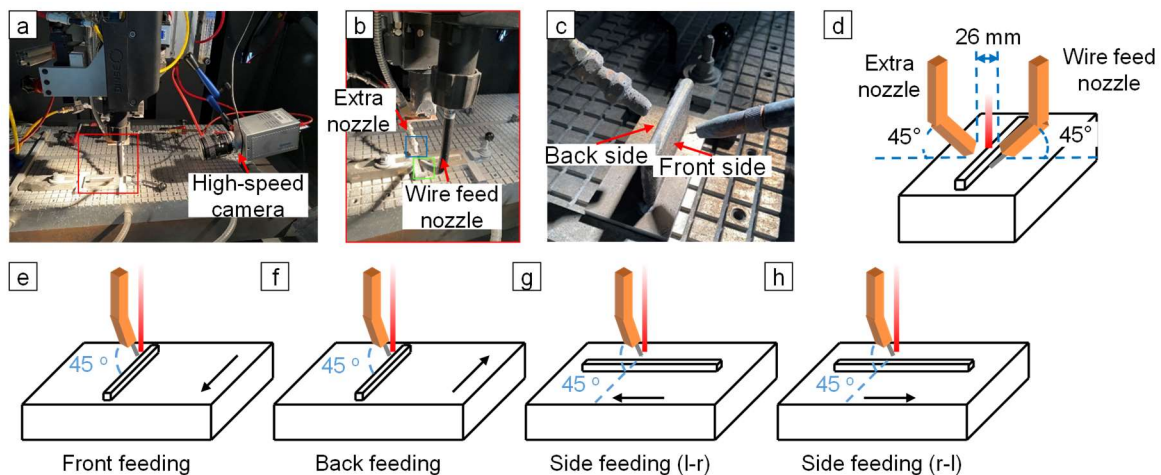 a
High-speed
camera
b
Extra
nozzle
Wire feed
nozzle
c
Back side
Front side
d
26 mm
Extra
nozzle
Wire feed
nozzle
45°
45°
e
45 °
Front feeding
f
45 °
Back feeding
g
45 °
Side feeding (l-r)
h
45 °
Side feeding (r-l)